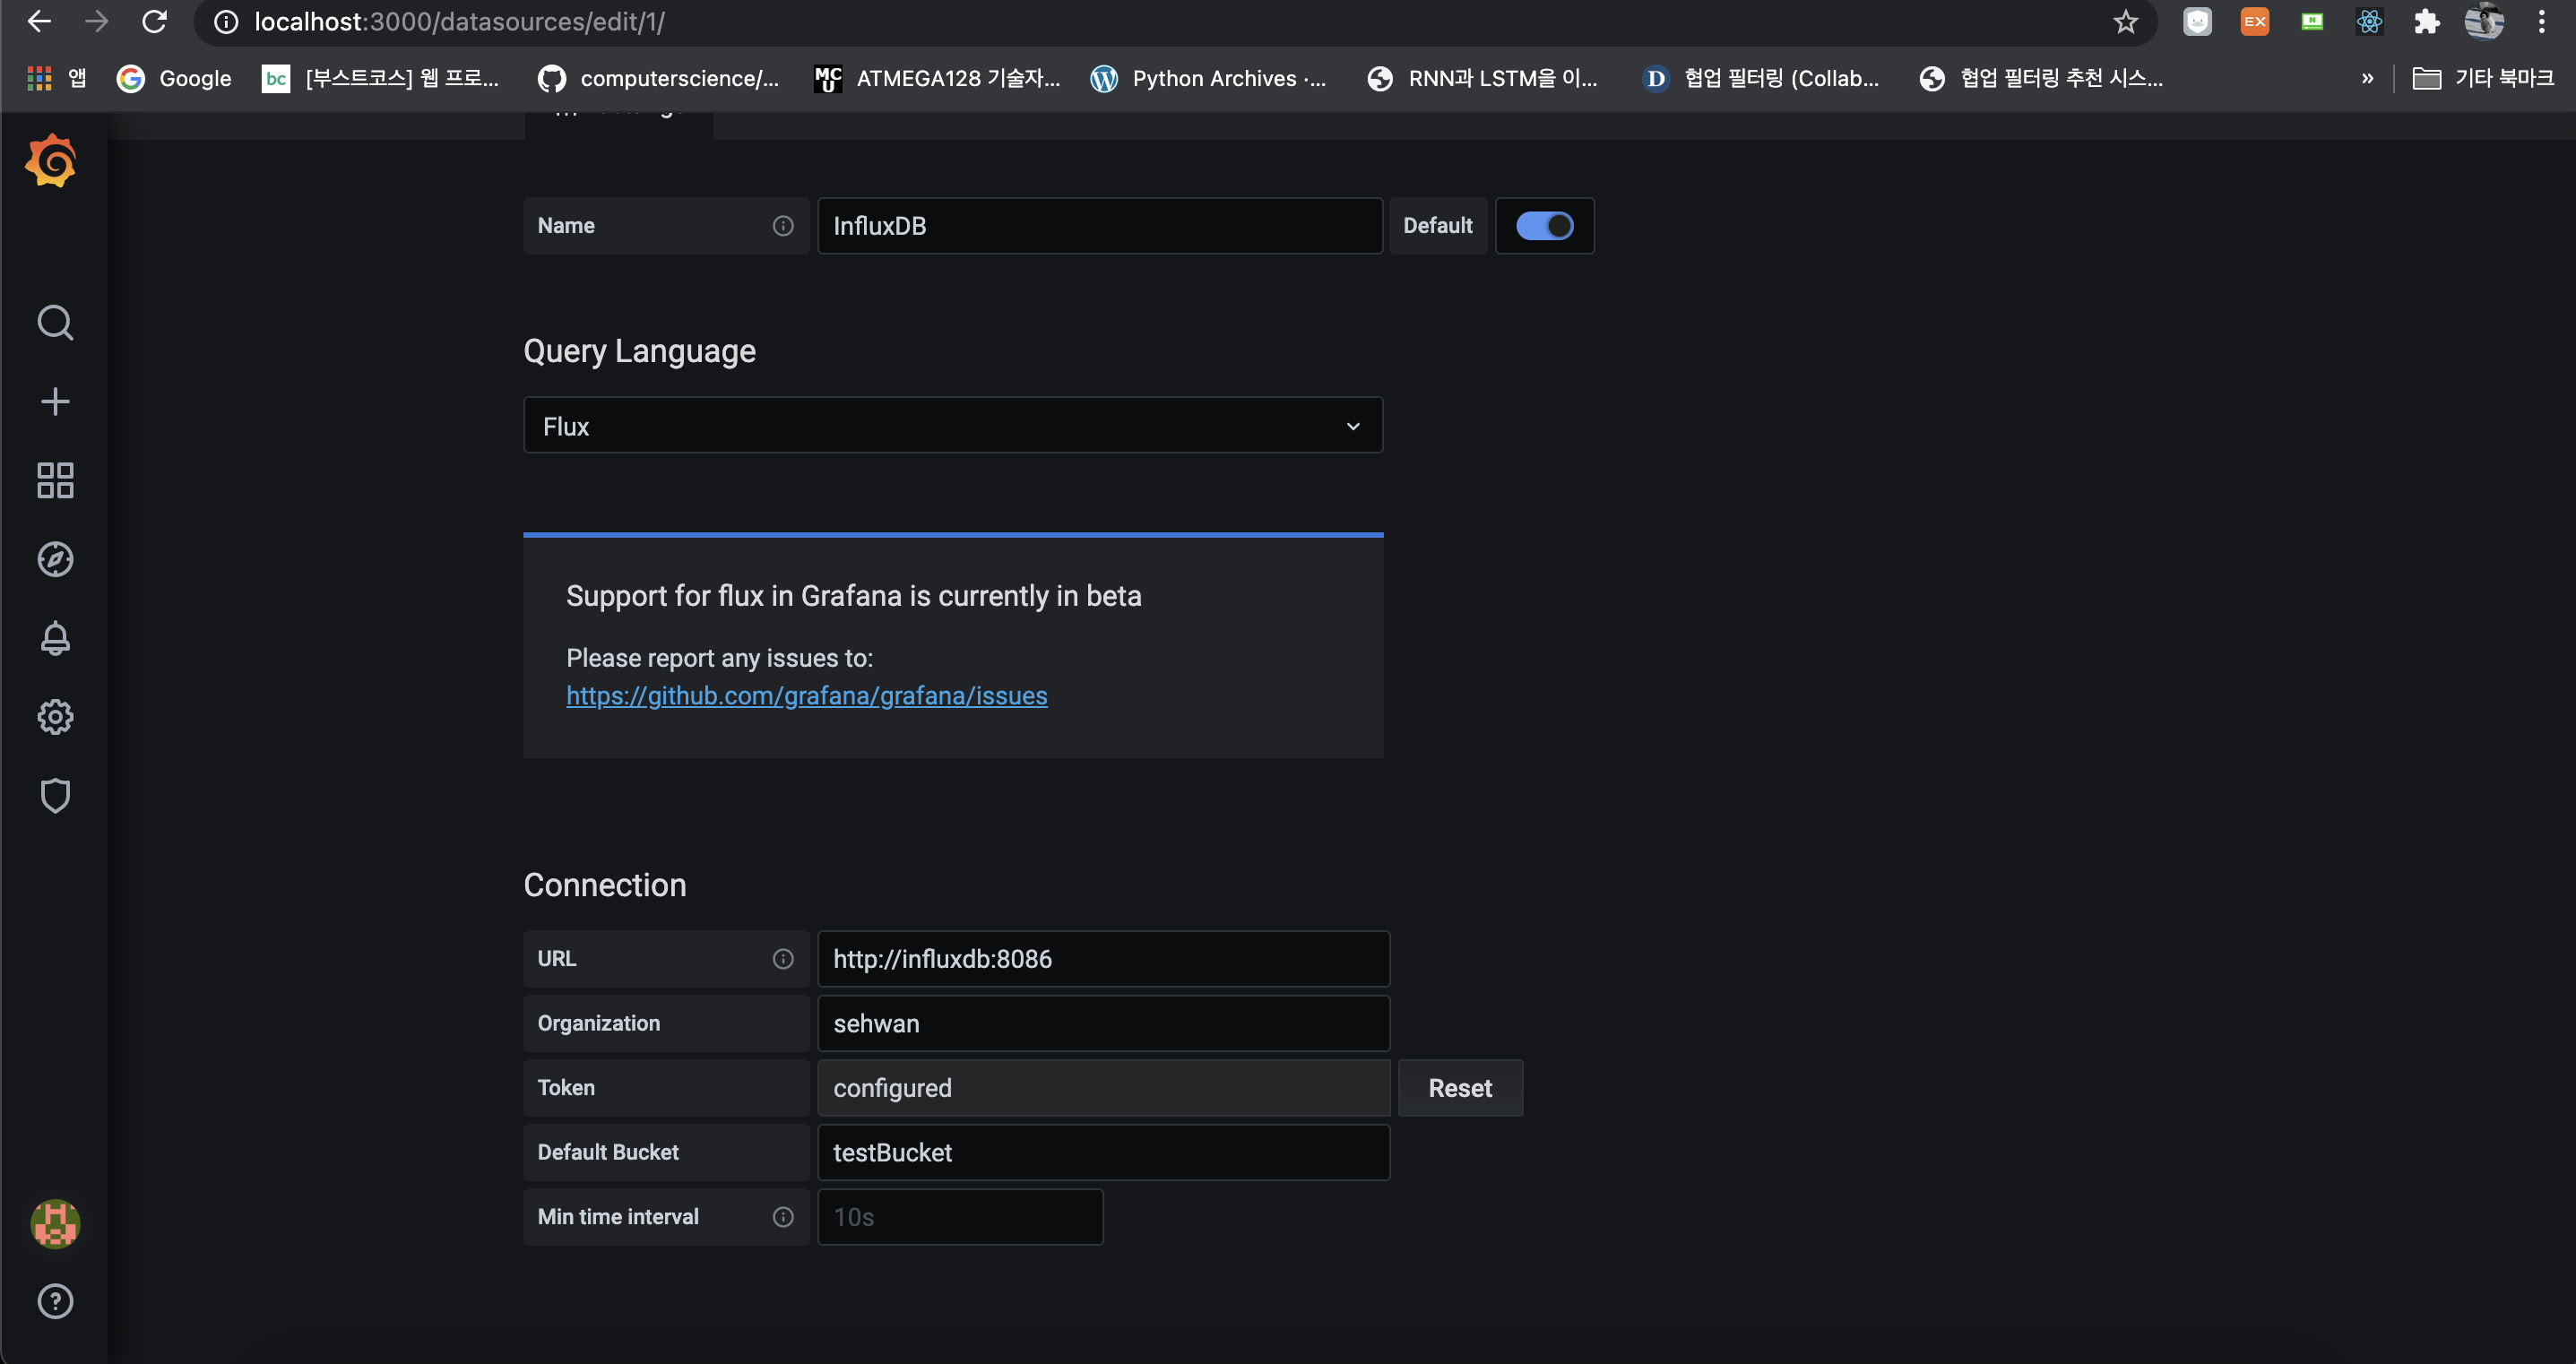 localhost:3000/datasources/edit/1/
EX
N
앱
Google
bc [부스트코스] 웹 프로...
computerscience/...
MCU ATMEGA128 기술자...
Python Archives ·...
RNN과 LSTM을 이...
D 협업 필터링 (Collab...
협업 필터링 추천 시스...
»
기타 북마크
Name
InfluxDB
Default
Query Language
Flux
Support for flux in Grafana is currently in beta
Please report any issues to:
https://github.com/grafana/grafana/issues
Connection
URL
http://influxdb:8086
Organization
sehwan
Token
configured
Reset
Default Bucket
testBucket
Min time interval
10s